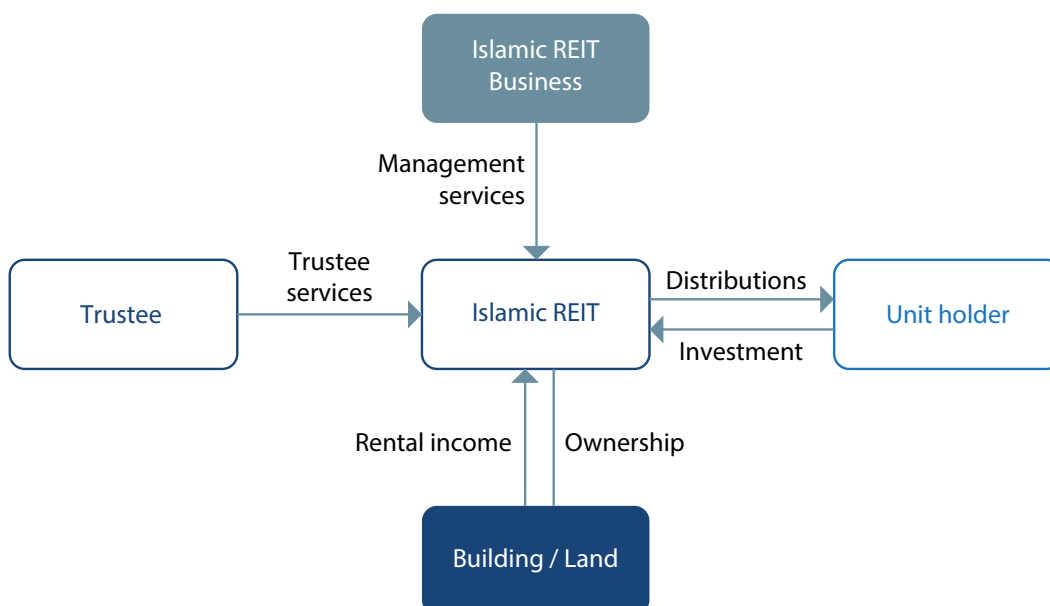 Islamic REIT
Business
Management
services
Trustee
services
Distributions
Trustee
Islamic REIT
Unit holder
Investment
Rental income
Ownership
Building / Land